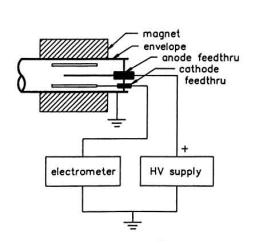 magnet
envelope
anode feedthru
cathode
feedthru
+
electrometer
HV supply